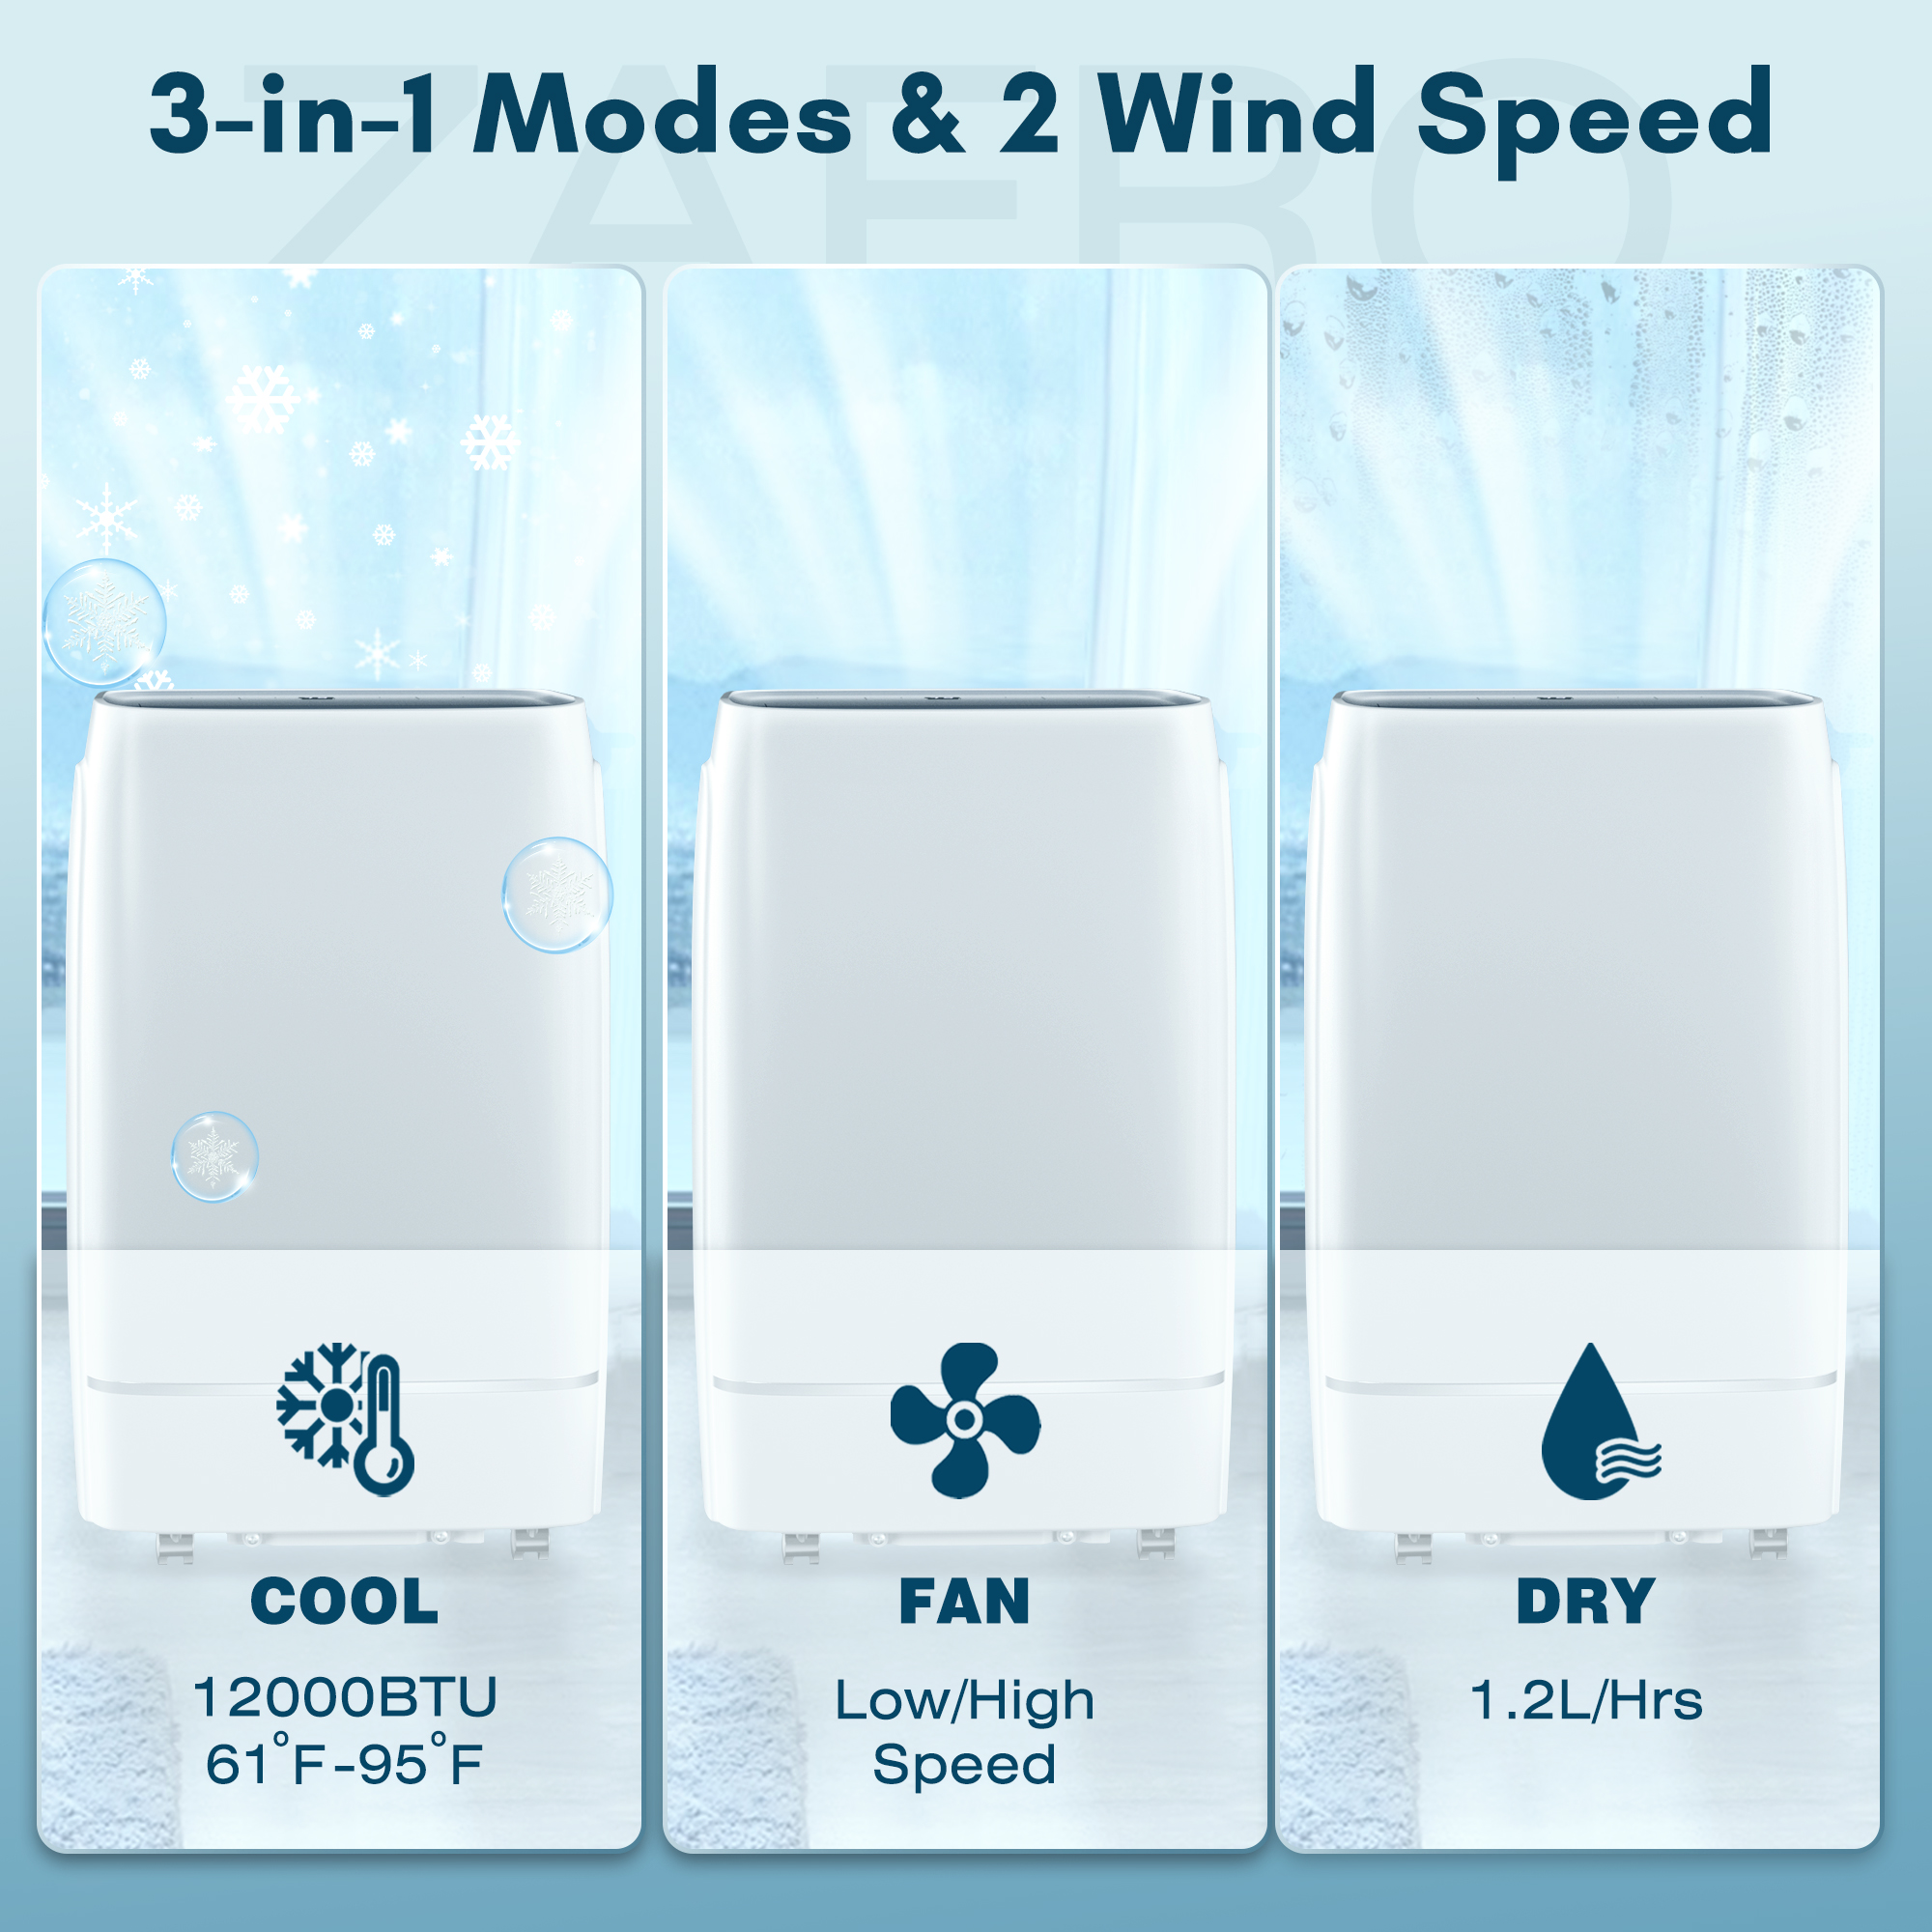 3-in-1 Modes & 2 Wind Speed
ZAFRO
COOL
12000BTU
61°F-95°F
FAN
Low/High
Speed
DRY
1.2L/Hrs